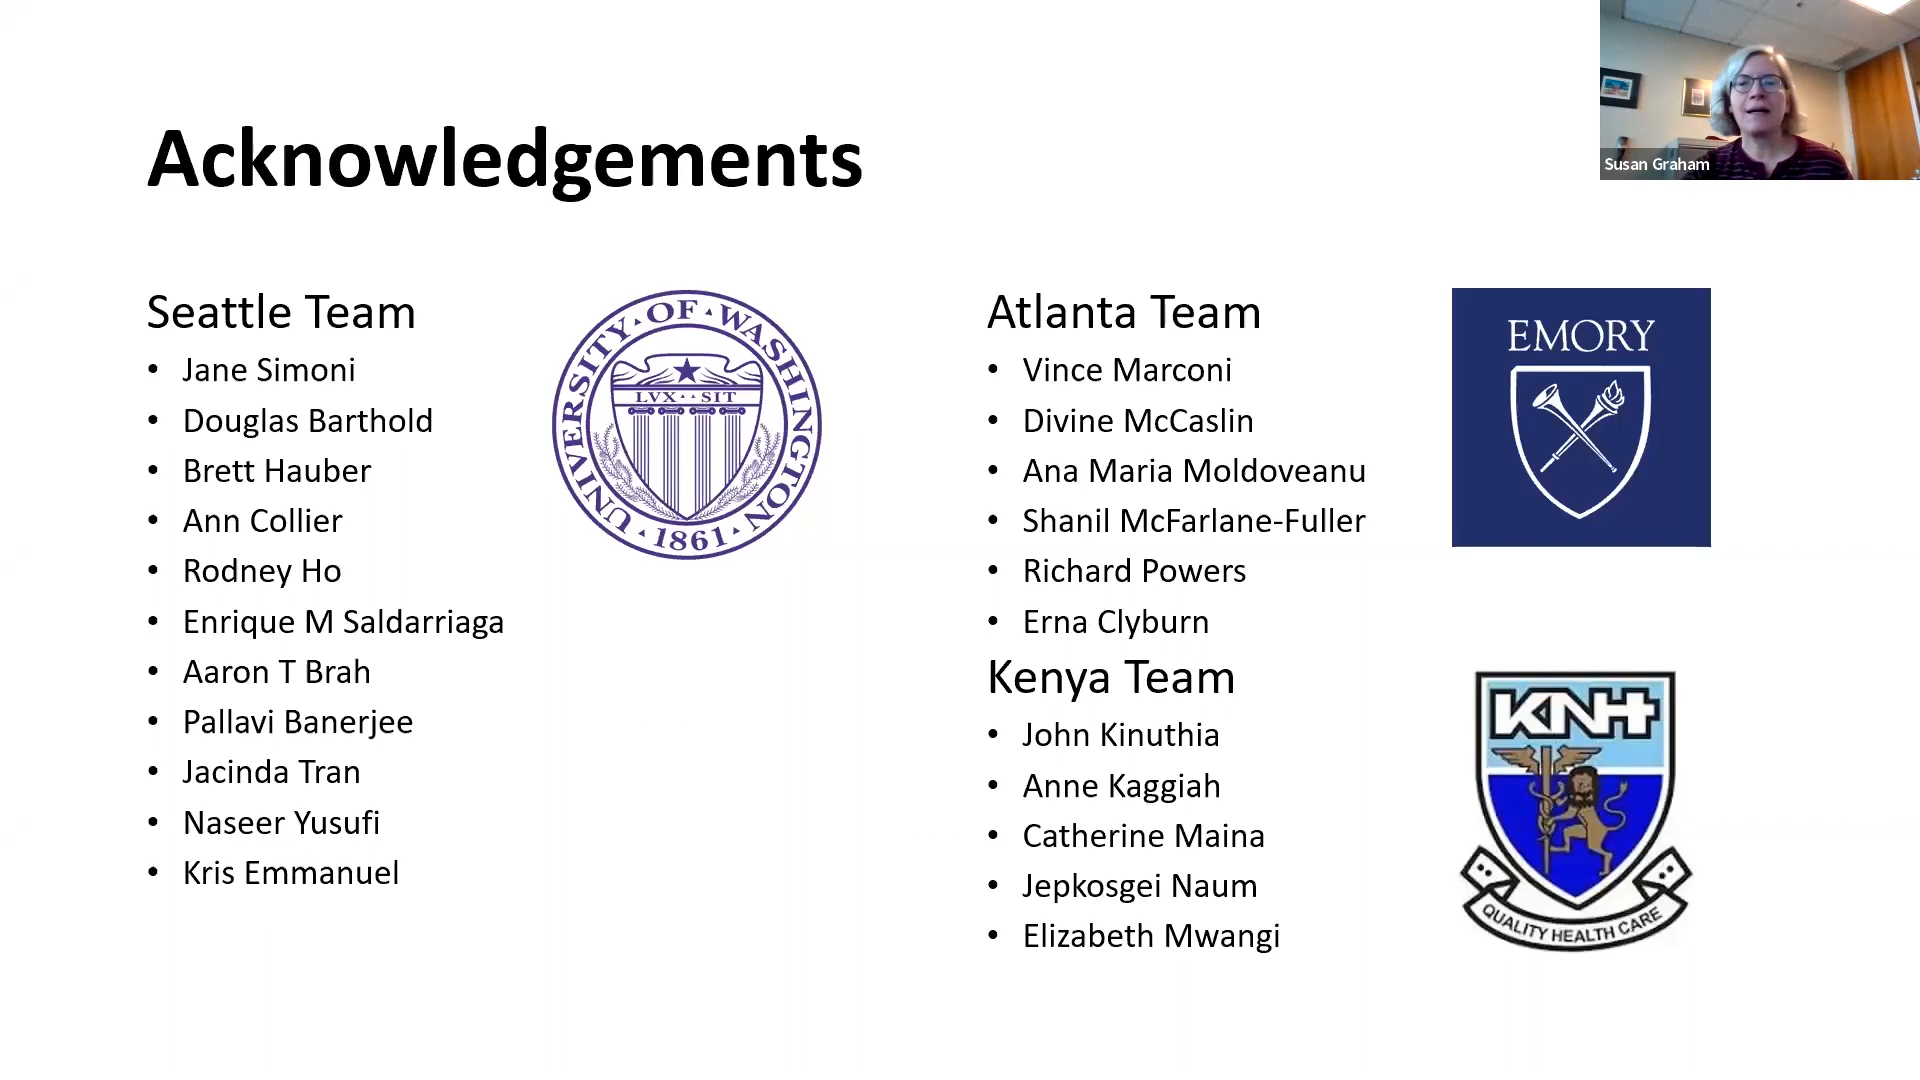 Acknowledgements
Susan Graham
Seattle Team
• Jane Simoni
• Douglas Barthold
• Brett Hauber
• Ann Collier
• Rodney Ho
• Enrique M Saldarriaga
• Aaron T Brah
• Pallavi Banerjee
• Jacinda Tran
• Naseer Yusufi
• Kris Emmanuel
UNIVERSITY · OF · WASHINGTON · 1861 ·
LVX · · SIT
Atlanta Team
• Vince Marconi
• Divine McCaslin
• Ana Maria Moldoveanu
• Shanil McFarlane-Fuller
• Richard Powers
• Erna Clyburn
EMORY
Kenya Team
• John Kinuthia
• Anne Kaggiah
• Catherine Maina
• Jepkosgei Naum
• Elizabeth Mwangi
KNH
QUALITY HEALTH CARE